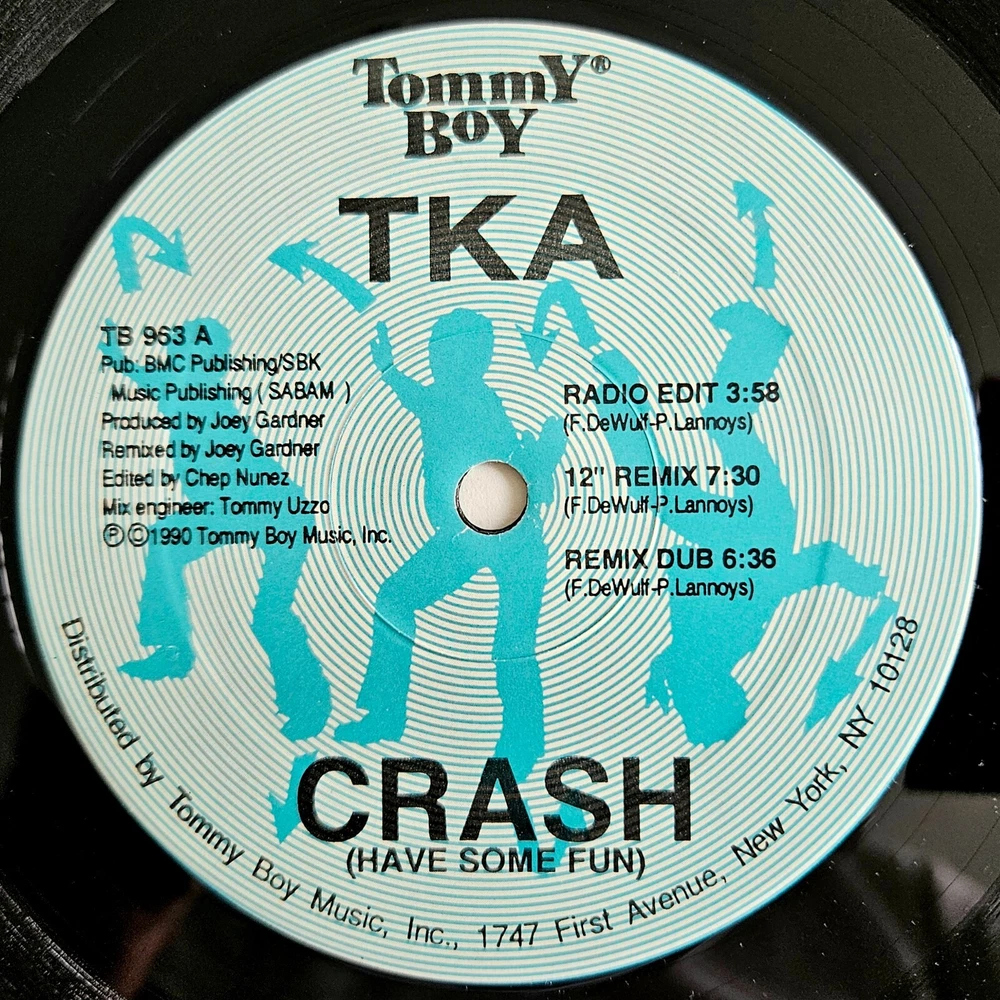 Tommy®
Boy
TKA
TB 963 A
Pub: BMC Publishing/SBK
Music Publishing ( SABAM )
Produced by Joey Gardner
Remixed by Joey Gardner
Edited by Chep Nunez
Mix engineer: Tommy Uzzo
℗©1990 Tommy Boy Music, Inc.
RADIO EDIT 3:58
(F.DeWulf-P.Lannoys)
12" REMIX 7:30
(F.DeWulf-P.Lannoys)
REMIX DUB 6:36
(F.DeWulf-P.Lannoys)
CRASH
(HAVE SOME FUN)
Distributed by Tommy Boy Music, Inc., 1747 First Avenue, New York, NY 10128